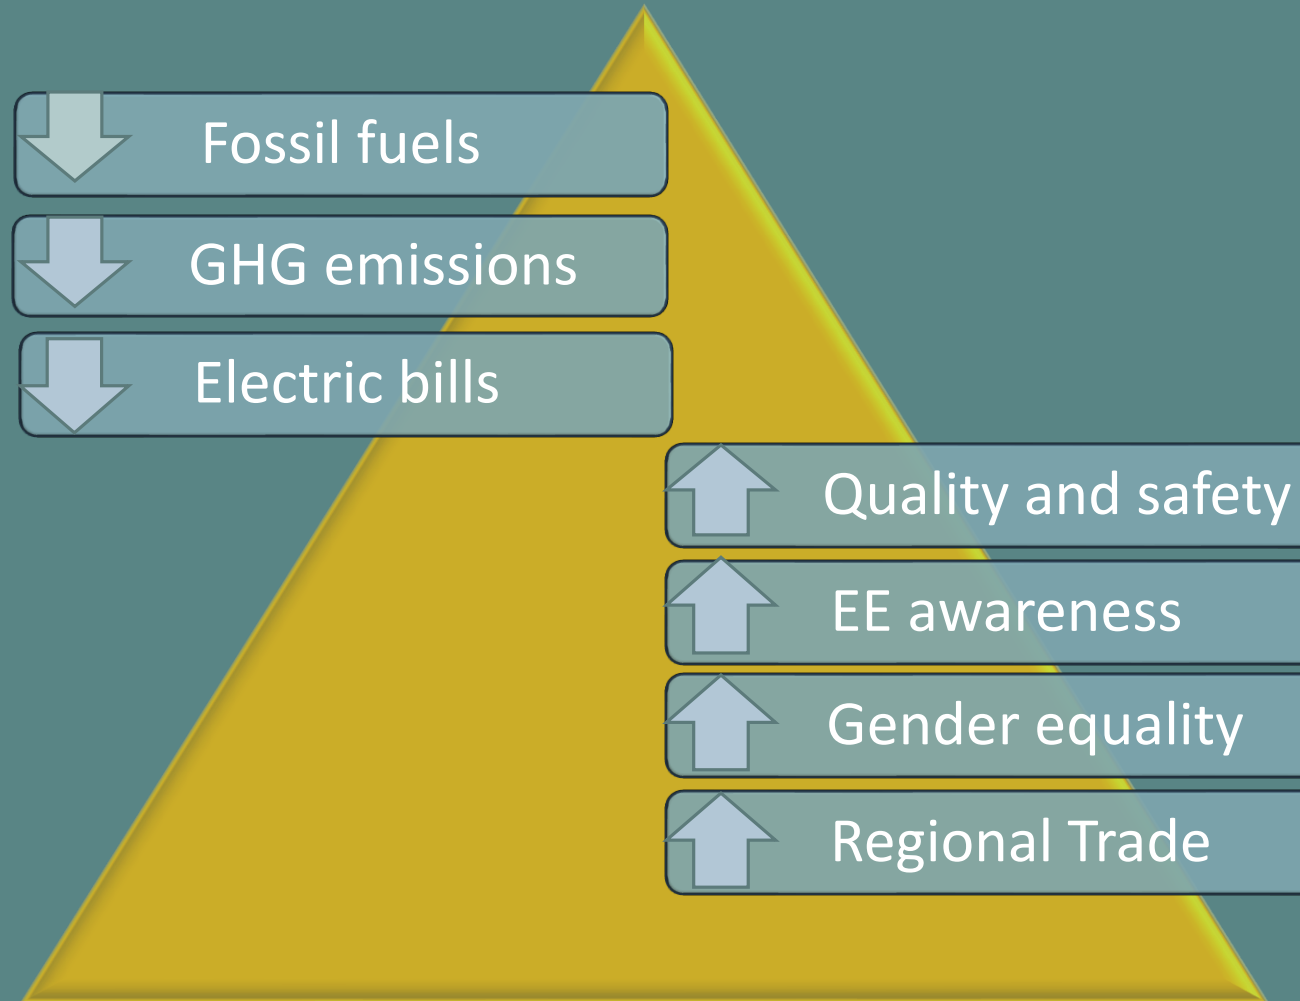 Fossil fuels
GHG emissions
Electric bills
Quality and safety
EE awareness
Gender equality
Regional Trade